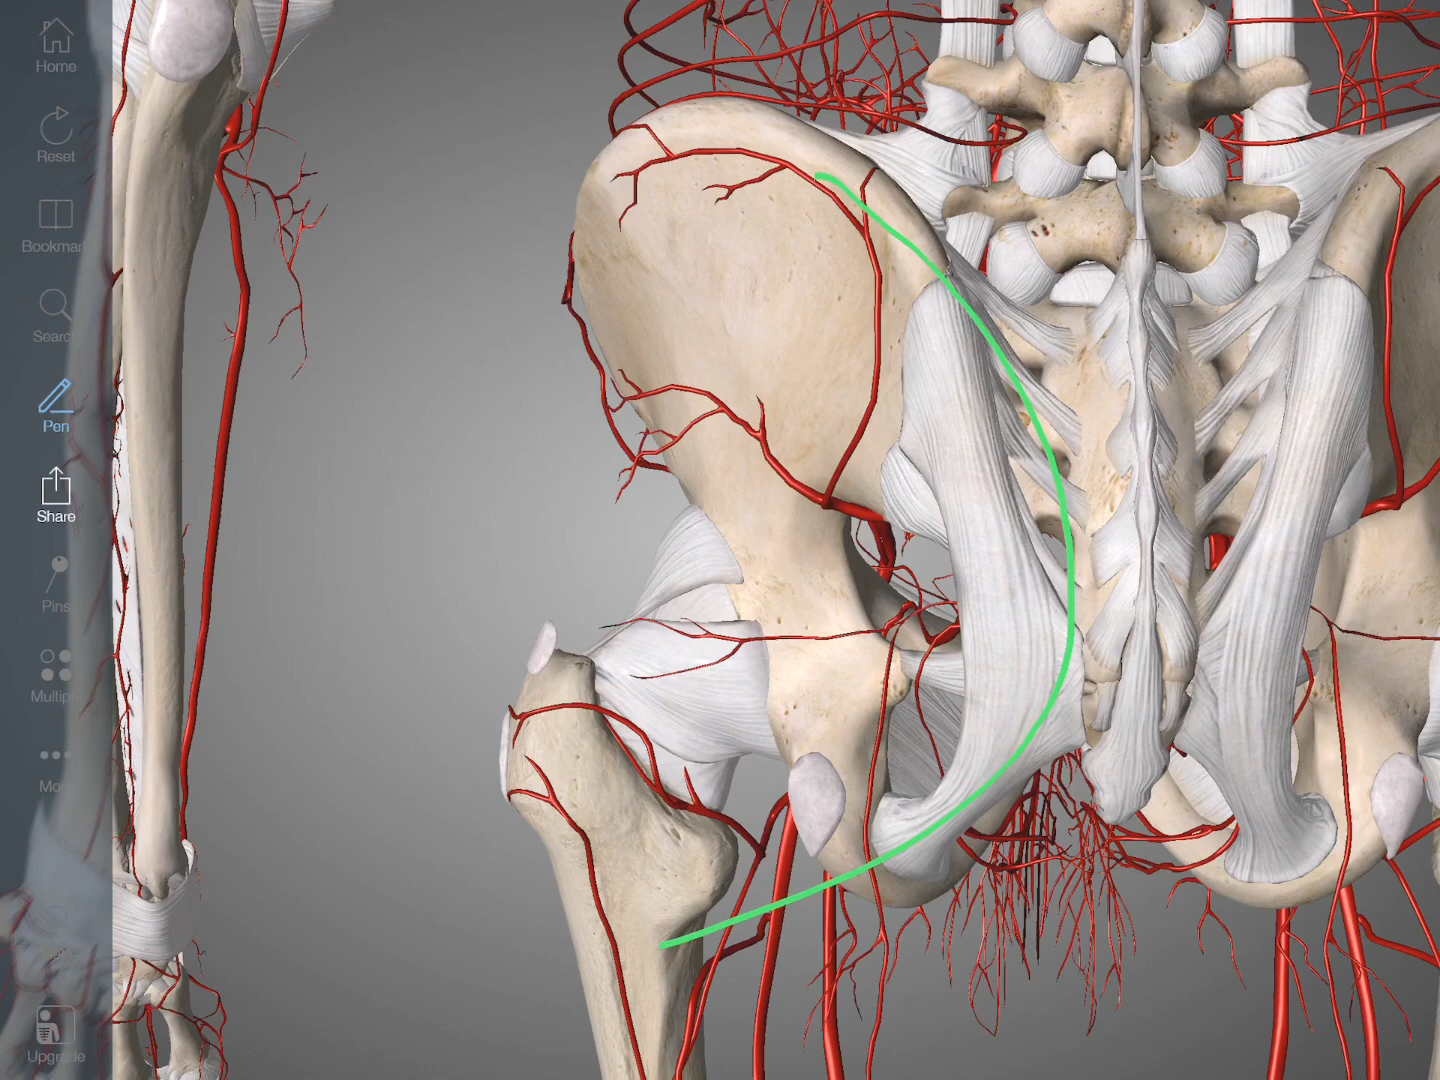 Home
Reset
Bookmar
Searc
Pen
Share
Pins
Multip
Mo
Upgrade